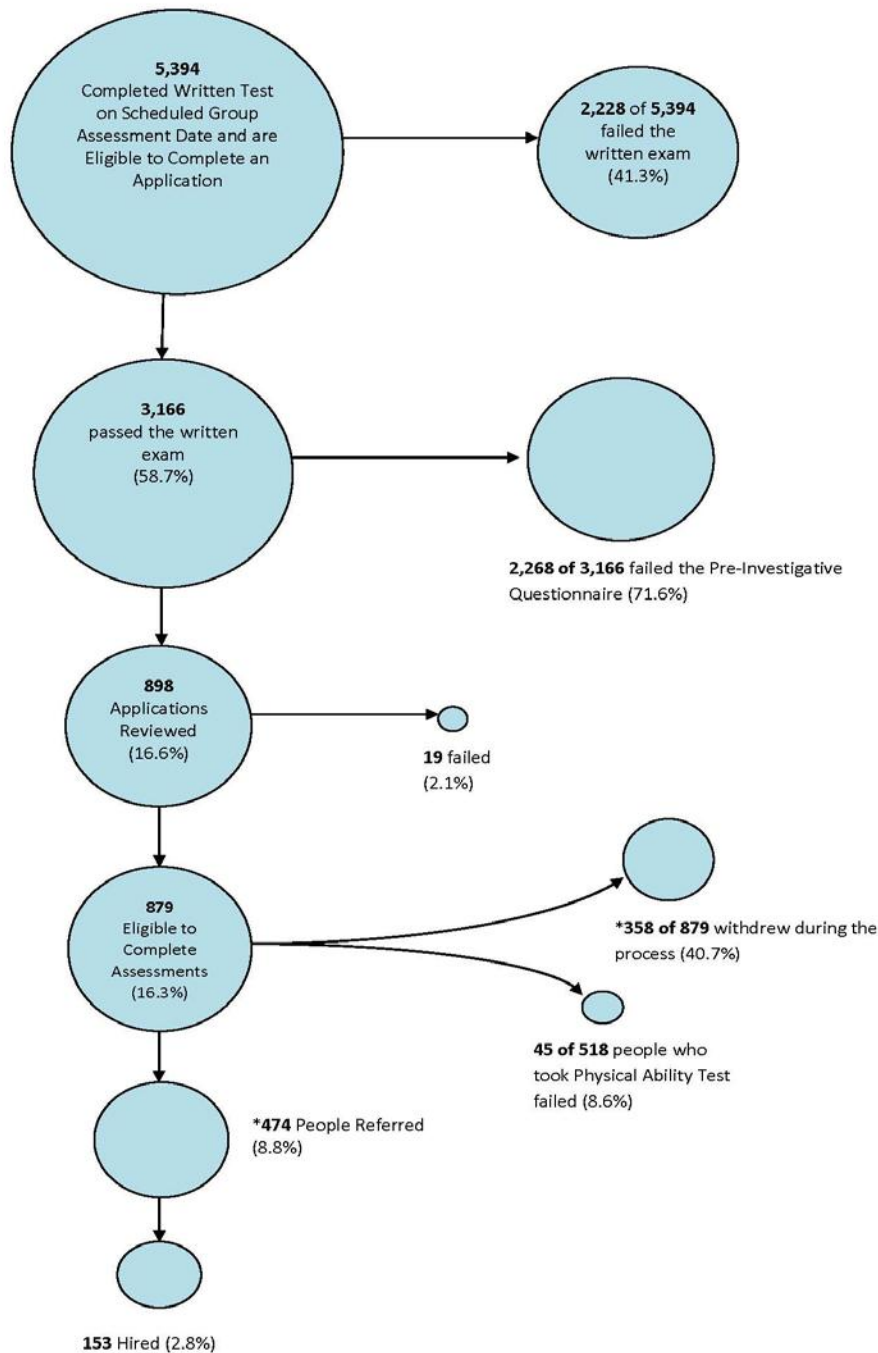 5,394
Completed Written Test
on Scheduled Group
Assessment Date and are
Eligible to Complete an
Application
2,228 of 5,394
failed the
written exam
(41.3%)
3,166
passed the written
exam
(58.7%)
2,268 of 3,166 failed the Pre-Investigative
Questionnaire (71.6%)
898
Applications
Reviewed
(16.6%)
19 failed
(2.1%)
879
Eligible to
Complete
Assessments
(16.3%)
*358 of 879 withdrew during the
process (40.7%)
45 of 518 people who
took Physical Ability Test
failed (8.6%)
*474 People Referred
(8.8%)
153 Hired (2.8%)